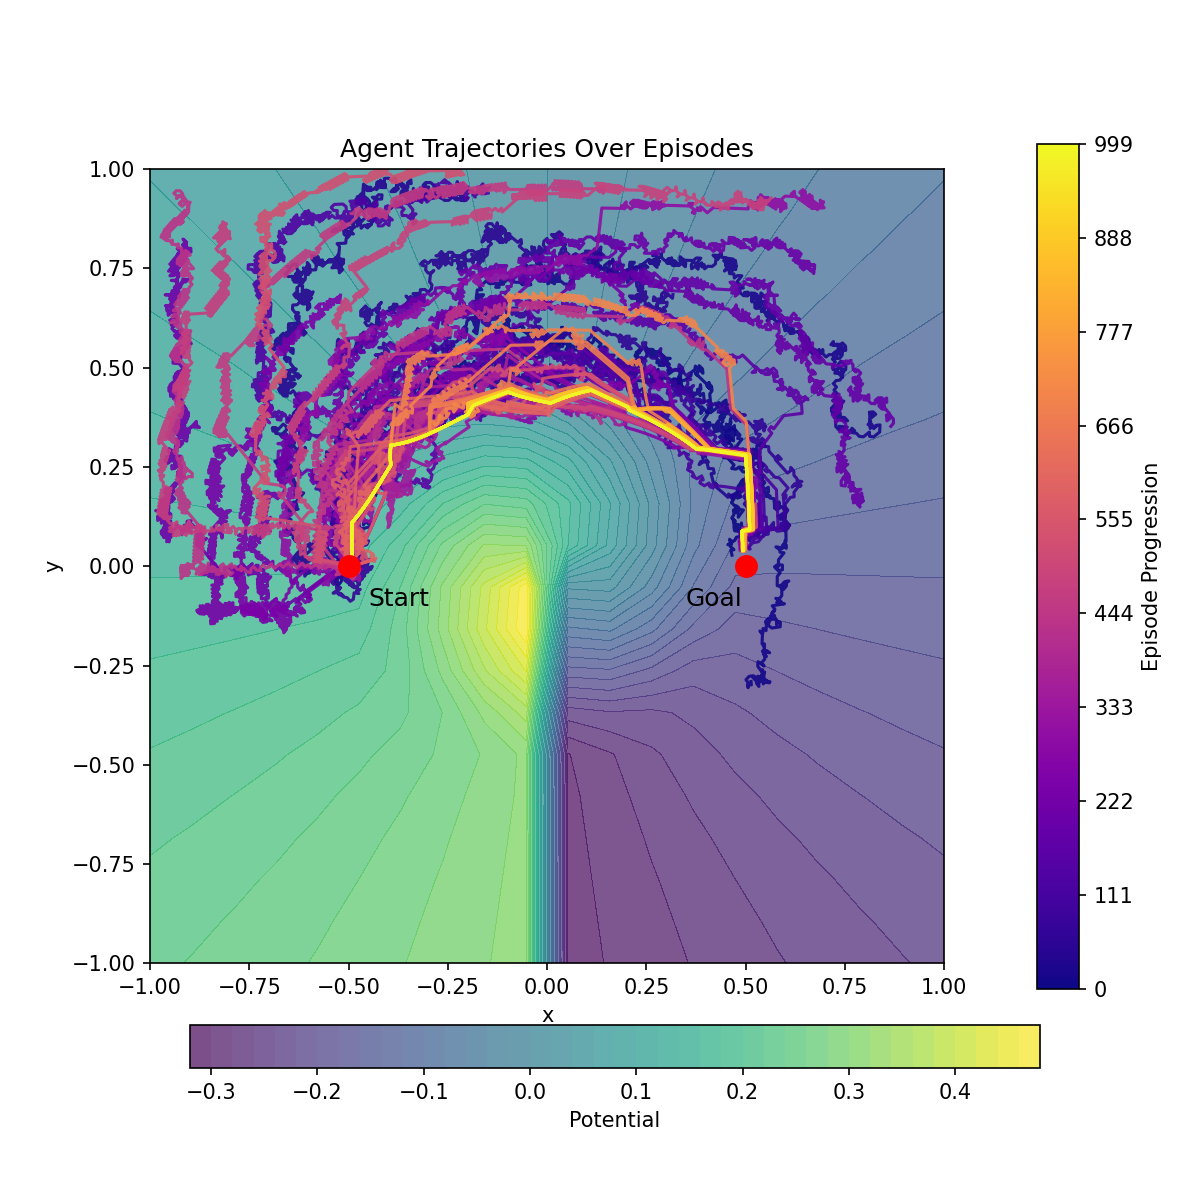 Agent Trajectories Over Episodes
1.00
0.75
0.50
0.25
0.00
−0.25
−0.50
−0.75
−1.00
y
Start
Goal
−1.00 −0.75 −0.50 −0.25 0.00 0.25 0.50 0.75 1.00
x
999
888
777
666
555
444
333
222
111
0
Episode Progression
−0.3 −0.2 −0.1 0.0 0.1 0.2 0.3 0.4
Potential